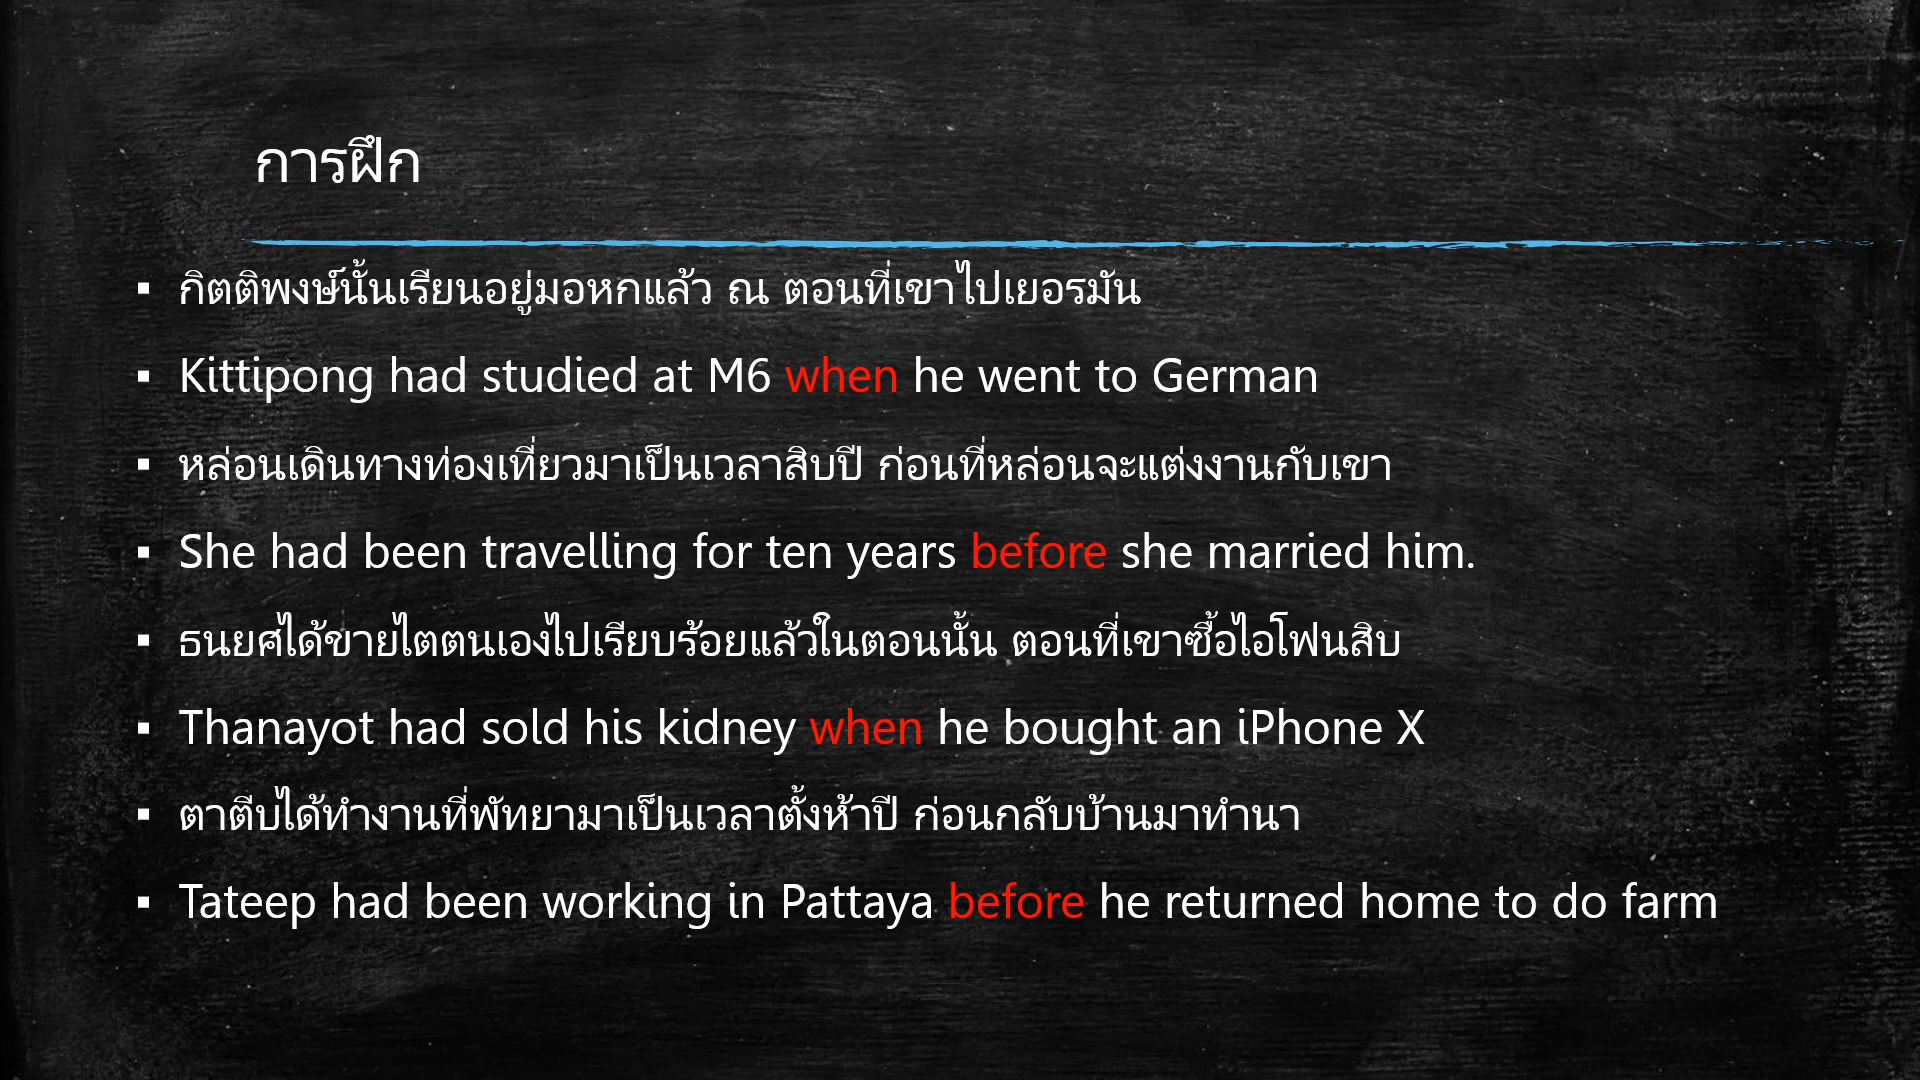 การฝึก
▪ กิตติพงษ์นั้นเรียนอยู่มอหกแล้ว ณ ตอนที่เขาไปเยอรมัน
▪ Kittipong had studied at M6 when he went to German
▪ หล่อนเดินทางท่องเที่ยวมาเป็นเวลาสิบปี ก่อนที่หล่อนจะแต่งงานกับเขา
▪ She had been travelling for ten years before she married him.
▪ ธนยศได้ขายไตตนเองไปเรียบร้อยแล้วในตอนนั้น ตอนที่เขาซื้อไอโฟนสิบ
▪ Thanayot had sold his kidney when he bought an iPhone X
▪ ตาตีบได้ทำงานที่พัทยามาเป็นเวลาตั้งห้าปี ก่อนกลับบ้านมาทำนา
▪ Tateep had been working in Pattaya before he returned home to do farm